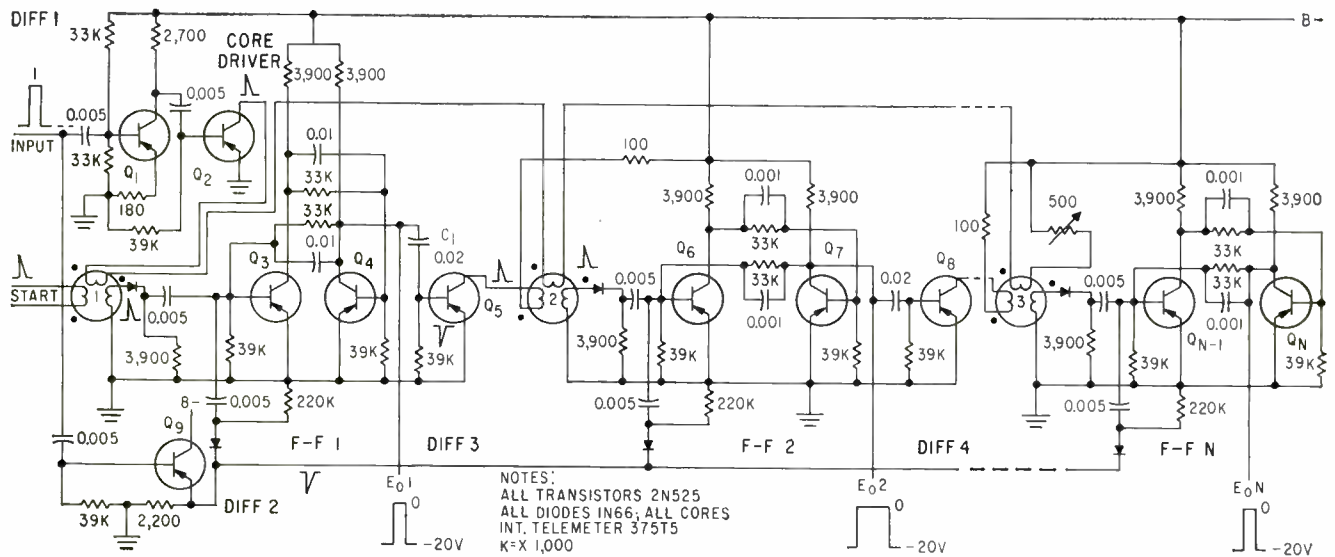 DIFF 1
B-
33K
2,700
CORE
DRIVER
1
3,900
3,900
0.005
0.005
INPUT
33K
Q1
Q2
0.01
33K
100
180
39K
33K
0.01
3,900
0.001
3,900
33K
100
3,900
500
0.001
3,900
33K
START
1
Q3
Q4
C1
0.02
Q5
2
0.005
Q6
33K
Q7
0.001
0.02
Q8
3
0.005
33K
0.001
QN-1
QN
0.005
3,900
39K
39K
39K
3,900
39K
39K
39K
3,900
39K
39K
B-
0.005
220K
0.005
220K
0.005
220K
Q9
0.005
F-F 1
DIFF 3
F-F 2
DIFF 4
F-F N
39K
2,200
DIFF 2
E01
0
-20V
NOTES:
ALL TRANSISTORS 2N525
ALL DIODES IN66; ALL CORES
INT. TELEMETER 375T5
K=X 1,000
E02
0
-20V
E0N
0
-20V